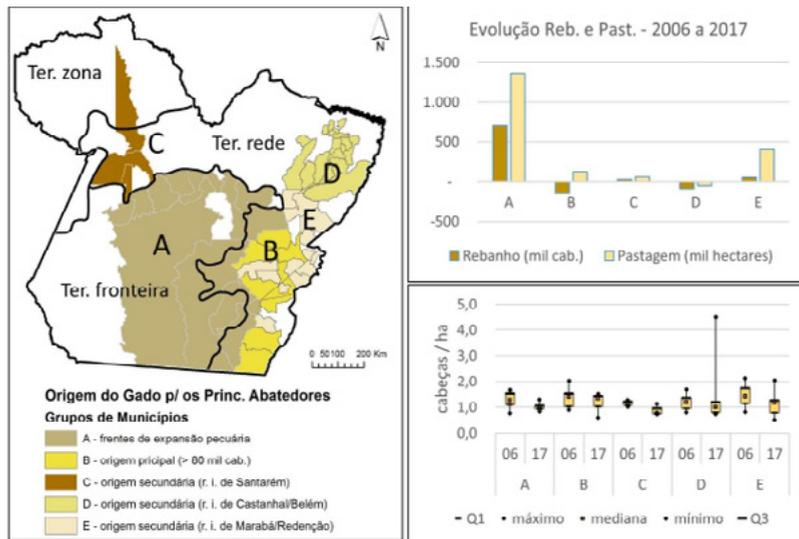 Ter. zona
N
C
Ter. rede
D
E
A
B
Ter. fronteira
0 50100 200 Km
Origem do Gado p/ os Princ. Abatedores
Grupos de Municípios
A - frentes de expansão pecuária
B - origem pricipal (> 80 mil cab.)
C - origem secundária (r. i. de Santarém)
D - origem secundária (r. i. de Castanhal/Belém)
E - origem secundária (r. i. de Marabá/Redenção)
Evolução Reb. e Past. - 2006 a 2017
1.500
1.000
500
-
-500
A B C D E
Rebanho (mil cab.) Pastagem (mil hectares)
cabeças / ha
5,0
4,0
3,0
2,0
1,0
0,0
06 17 06 17 06 17 06 17 06 17
A B C D E
Q1 máximo mediana mínimo Q3